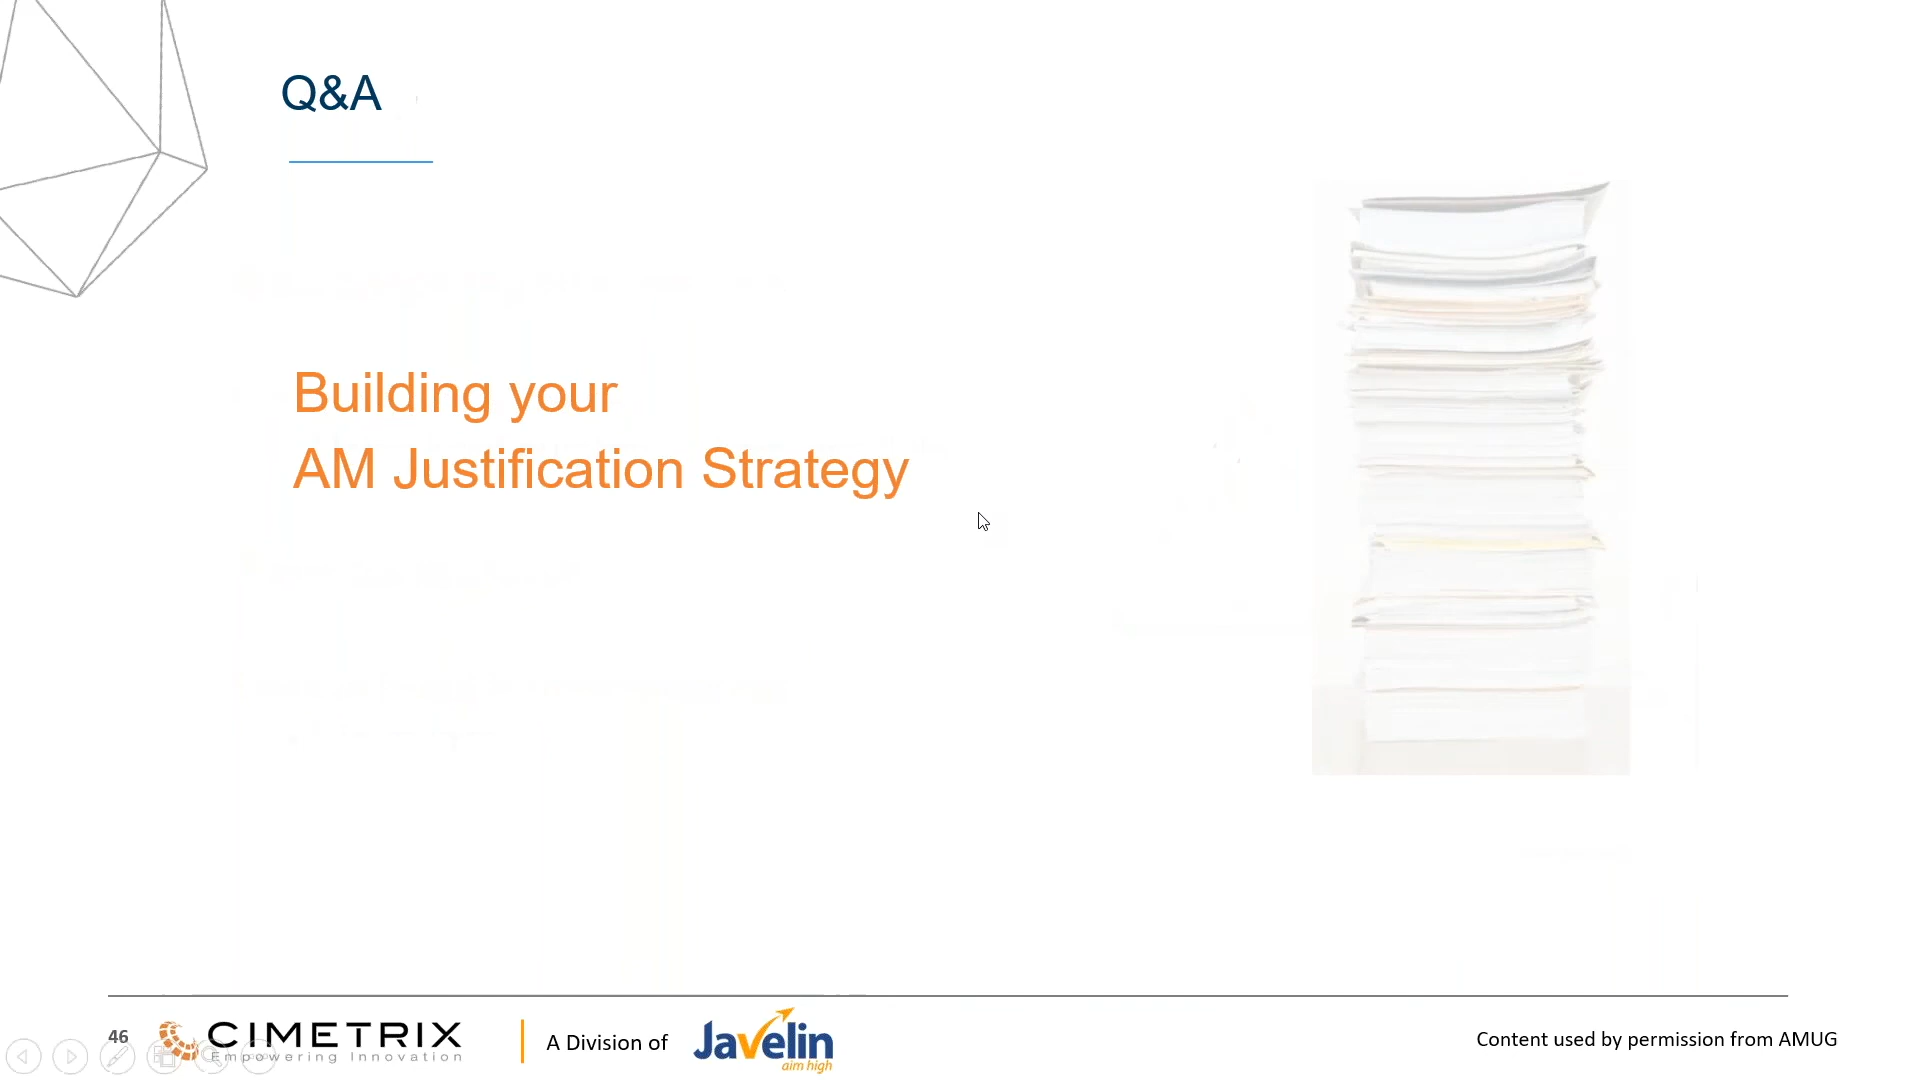 Q&A
Building your
AM Justification Strategy
46
CIMETRIX
Empowering Innovation
A Division of
Javelin
aim high
Content used by permission from AMUG